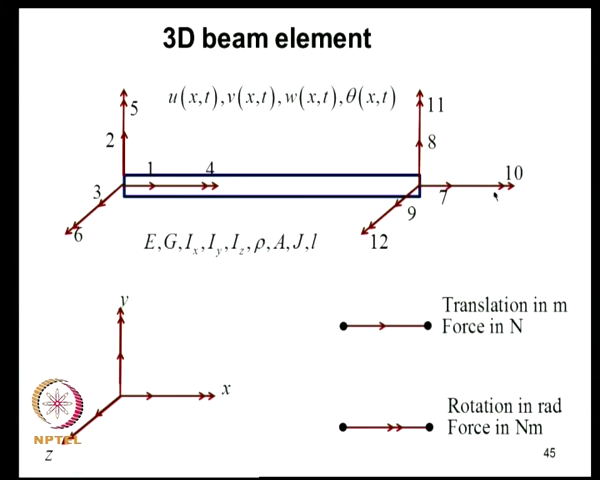 3D beam element
u(x,t),v(x,t),w(x,t),θ(x,t)
5
11
2
8
1
4
10
3
7
9
6
12
E,G,I_x,I_y,I_z,ρ,A,J,l
Translation in m
Force in N
Rotation in rad
Force in Nm
y
x
z
NPTEL
45